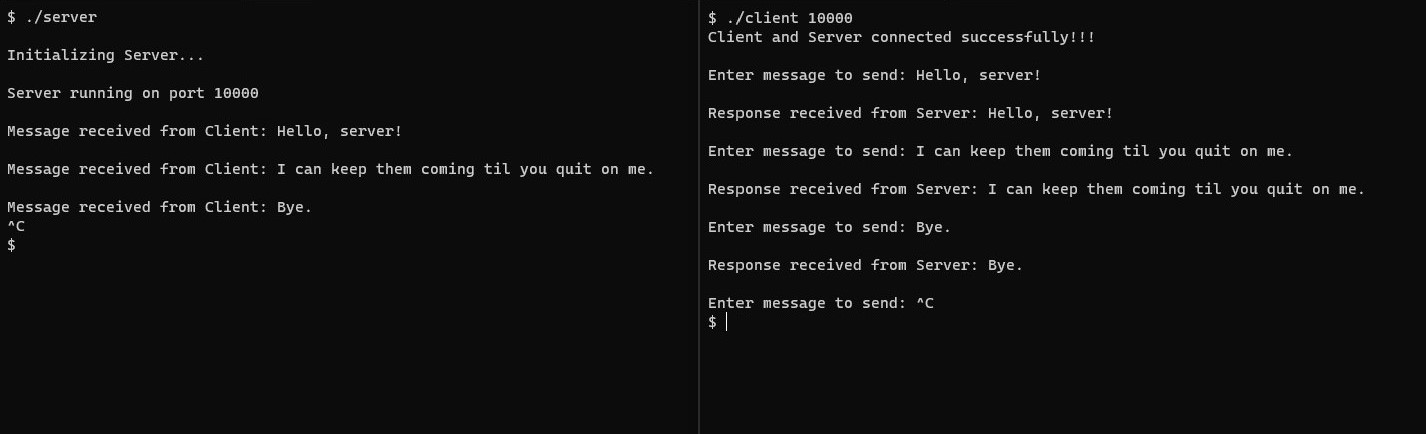 $ ./server
Initializing Server...
Server running on port 10000
Message received from Client: Hello, server!
Message received from Client: I can keep them coming til you quit on me.
Message received from Client: Bye.
^C
$
$ ./client 10000
Client and Server connected successfully!!!
Enter message to send: Hello, server!
Response received from Server: Hello, server!
Enter message to send: I can keep them coming til you quit on me.
Response received from Server: I can keep them coming til you quit on me.
Enter message to send: Bye.
Response received from Server: Bye.
Enter message to send: ^C
$